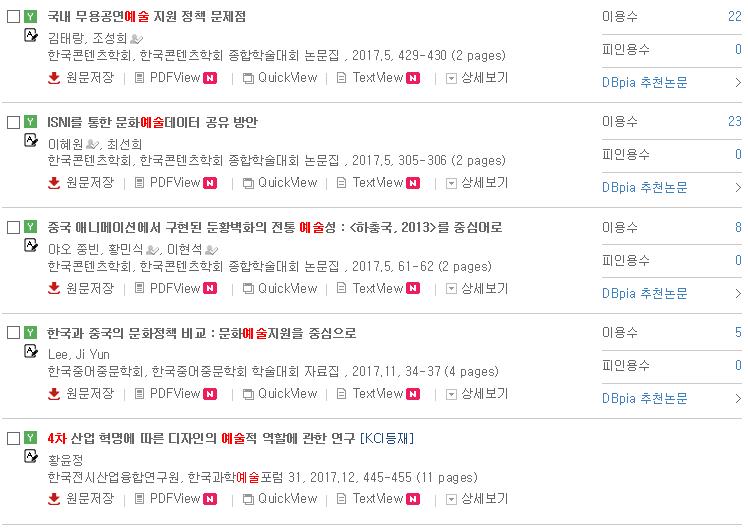 Y 국내 무용공연예술 지원 정책 문제점 이용수 22
김태랑, 조성희 피인용수 0
한국콘텐츠학회, 한국콘텐츠학회 종합학술대회 논문집 , 2017.5, 429-430 (2 pages)
원문저장 | PDFView N | QuickView | TextView N | 상세보기 DBpia 추천논문 >
Y ISNI를 통한 문화예술데이터 공유 방안 이용수 23
이혜원, 최선희 피인용수 0
한국콘텐츠학회, 한국콘텐츠학회 종합학술대회 논문집 , 2017.5, 305-306 (2 pages)
원문저장 | PDFView N | QuickView | TextView N | 상세보기 DBpia 추천논문 >
Y 중국 애니메이션에서 구현된 둔황벽화의 전통 예술성 : <하충국, 2013>를 중심어로 이용수 8
야오 종빈, 황민식, 이현석 피인용수 0
한국콘텐츠학회, 한국콘텐츠학회 종합학술대회 논문집 , 2017.5, 61-62 (2 pages)
원문저장 | PDFView N | QuickView | TextView N | 상세보기 DBpia 추천논문 >
Y 한국과 중국의 문화정책 비교 : 문화예술지원을 중심으로 이용수 5
Lee, Ji Yun 피인용수 0
한국중어중문학회, 한국중어중문학회 학술대회 자료집 , 2017.11, 34-37 (4 pages)
원문저장 | PDFView N | QuickView | TextView N | 상세보기 DBpia 추천논문 >
Y 4차 산업 혁명에 따른 디자인의 예술적 역할에 관한 연구 [KCI등재]
황윤정
한국전시산업융합연구원, 한국과학예술포럼 31, 2017.12, 445-455 (11 pages)
원문저장 | PDFView N | QuickView | TextView N | 상세보기